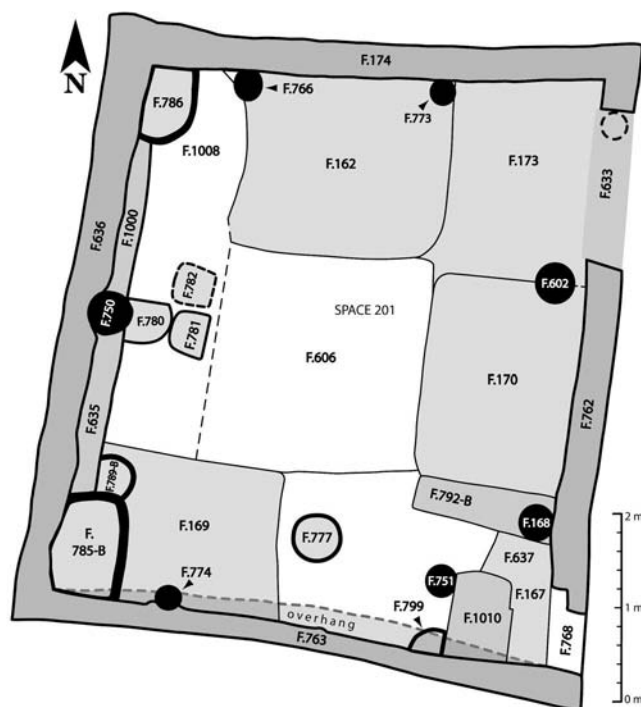 F.174
N
F.786
F.766
F.773
F.1008
F.162
F.173
F.633
F.636
F.1000
F.782
F.602
F.750
F.780
F.781
SPACE 201
F.606
F.170
F.762
F.635
F.789-B
F.792-B
2 m
F.
785-B
F.169
F.777
F.168
F.637
F.774
F.751
F.167
F.799
1 m
overhang
F.1010
F.768
F.763
0 m